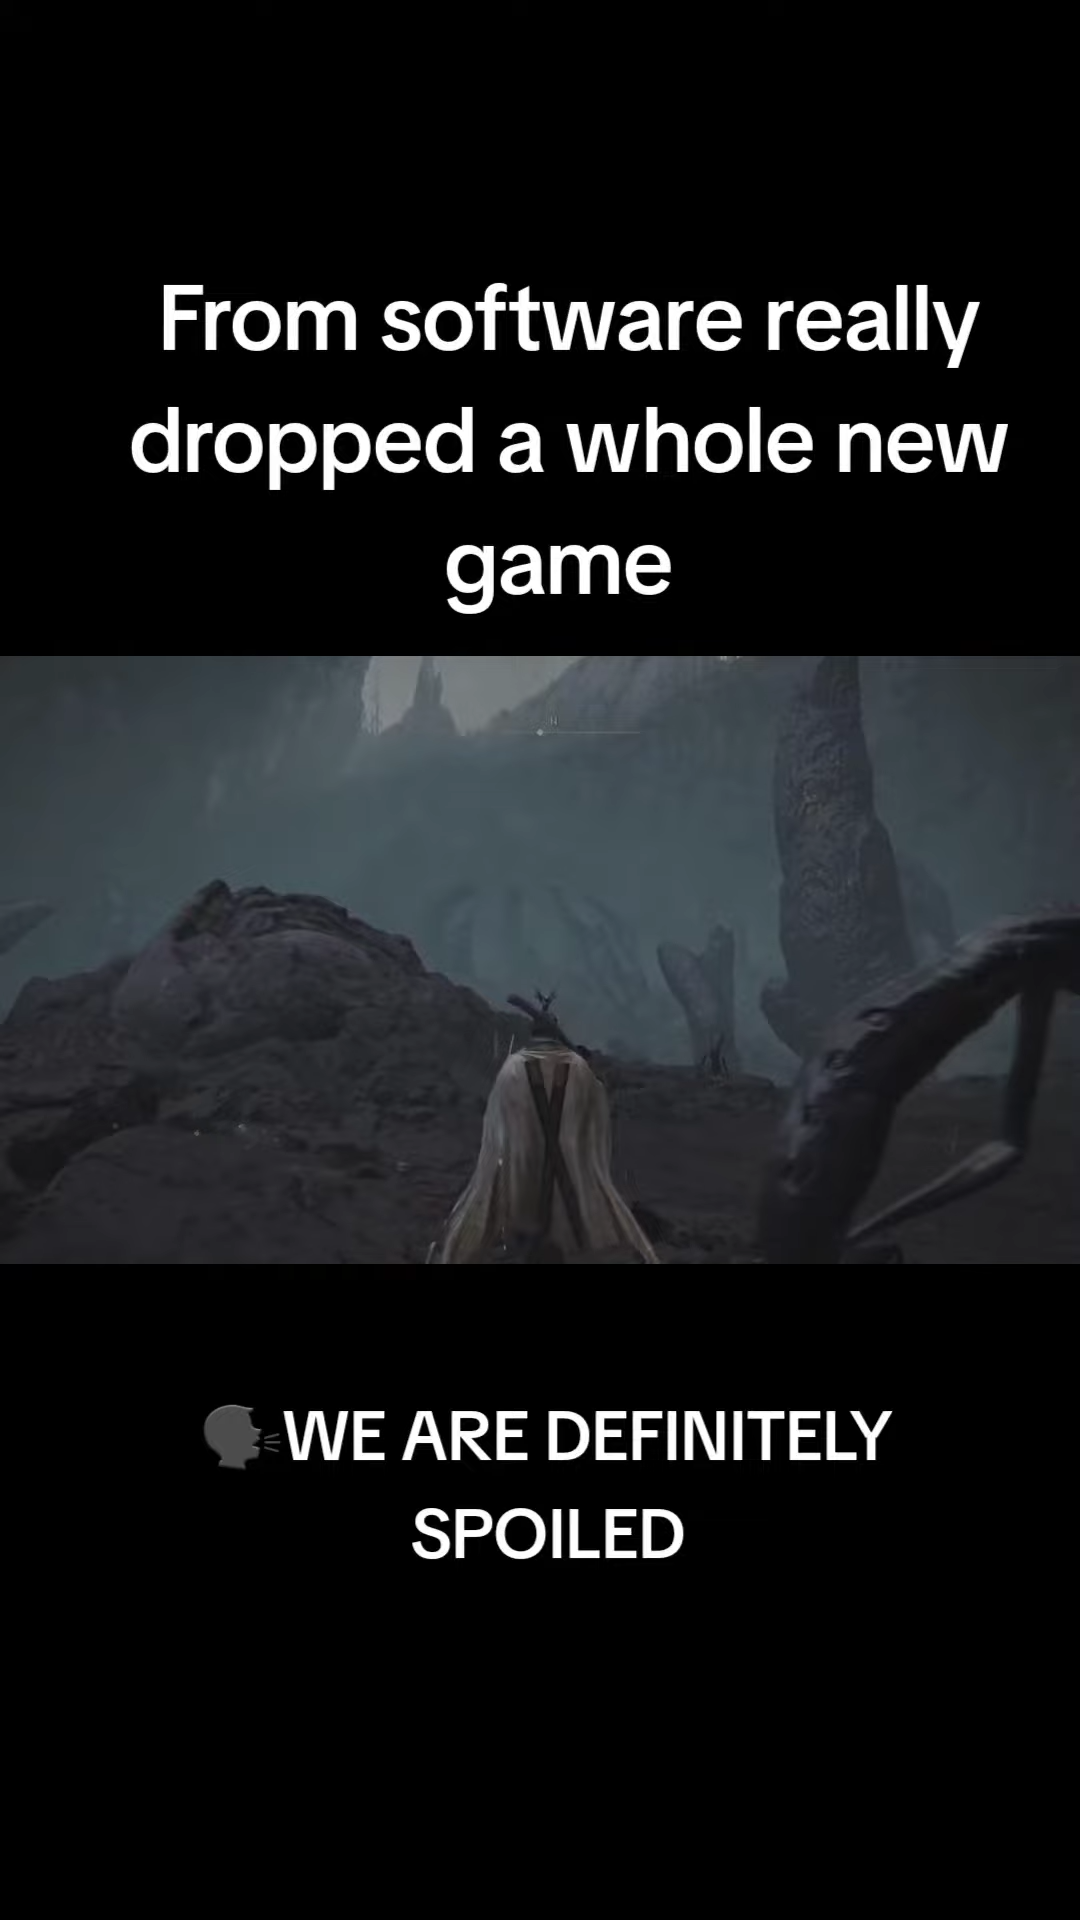 From software really
dropped a whole new
game
N
🗣️WE ARE DEFINITELY
SPOILED